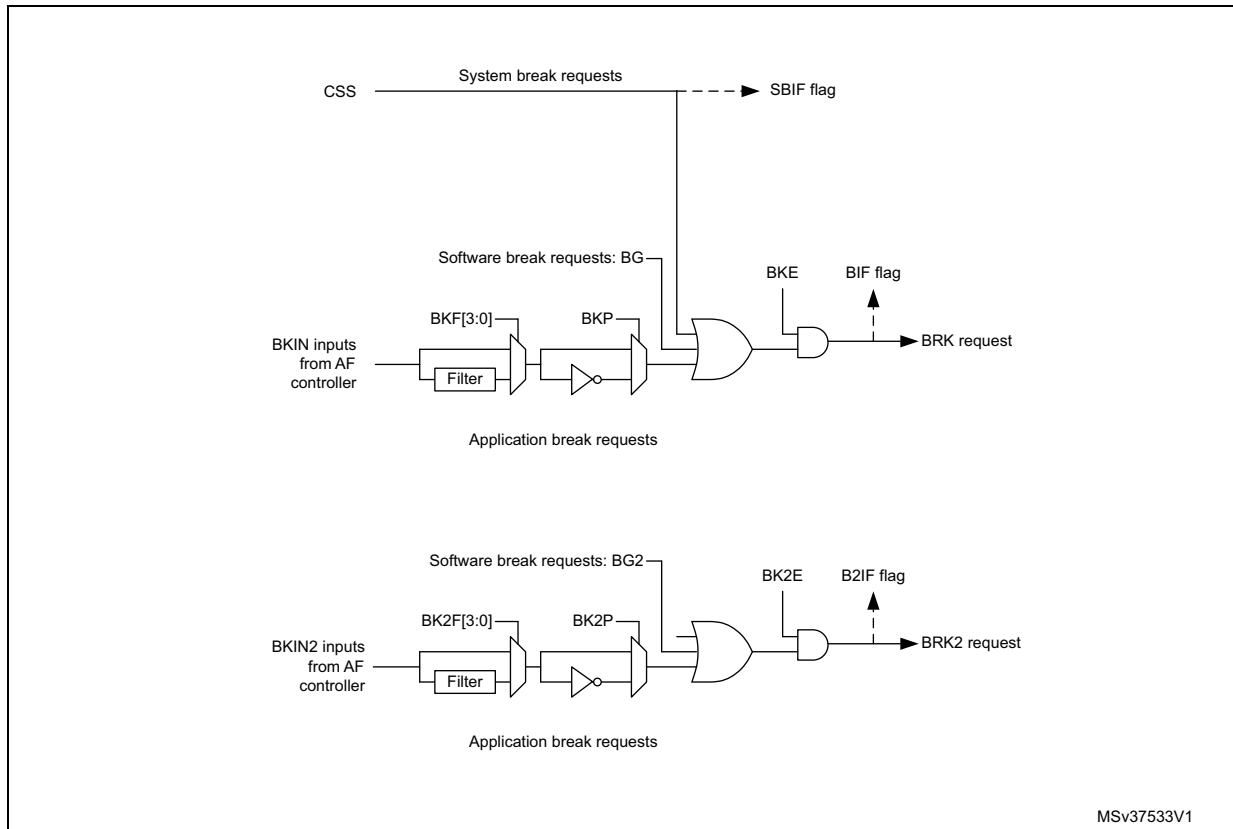 System break requests
CSS
SBIF flag
Software break requests: BG
BKE
BIF flag
BKF[3:0]
BKP
BKIN inputs
from AF
controller
Filter
BRK request
Application break requests
Software break requests: BG2
BK2E
B2IF flag
BK2F[3:0]
BK2P
BKIN2 inputs
from AF
controller
Filter
BRK2 request
Application break requests
MSv37533V1